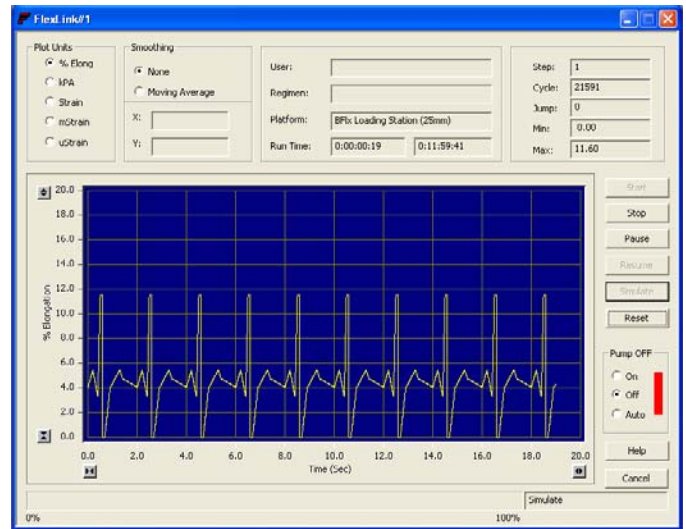 FlexLink#1
Plot Units
% Elong
kPA
Strain
mStrain
uStrain
Smoothing
None
Moving Average
X:
Y:
User:
Regimen:
Platform: BFlx Loading Station (25mm)
Run Time: 0:00:00:19 0:11:59:41
Step: 1
Cycle: 21591
Jump: 0
Min: 0.00
Max: 11.60
% Elongation
20.0
18.0
16.0
14.0
12.0
0.0
8.0
6.0
4.0
2.0
0.0
0.0 2.0 4.0 6.0 8.0 10.0 12.0 14.0 16.0 18.0 20.0
Time (Sec)
Start
Stop
Pause
Resume
Simulate
Reset
Pump OFF
On
Off
Auto
Help
Cancel
Simulate
0% 100%